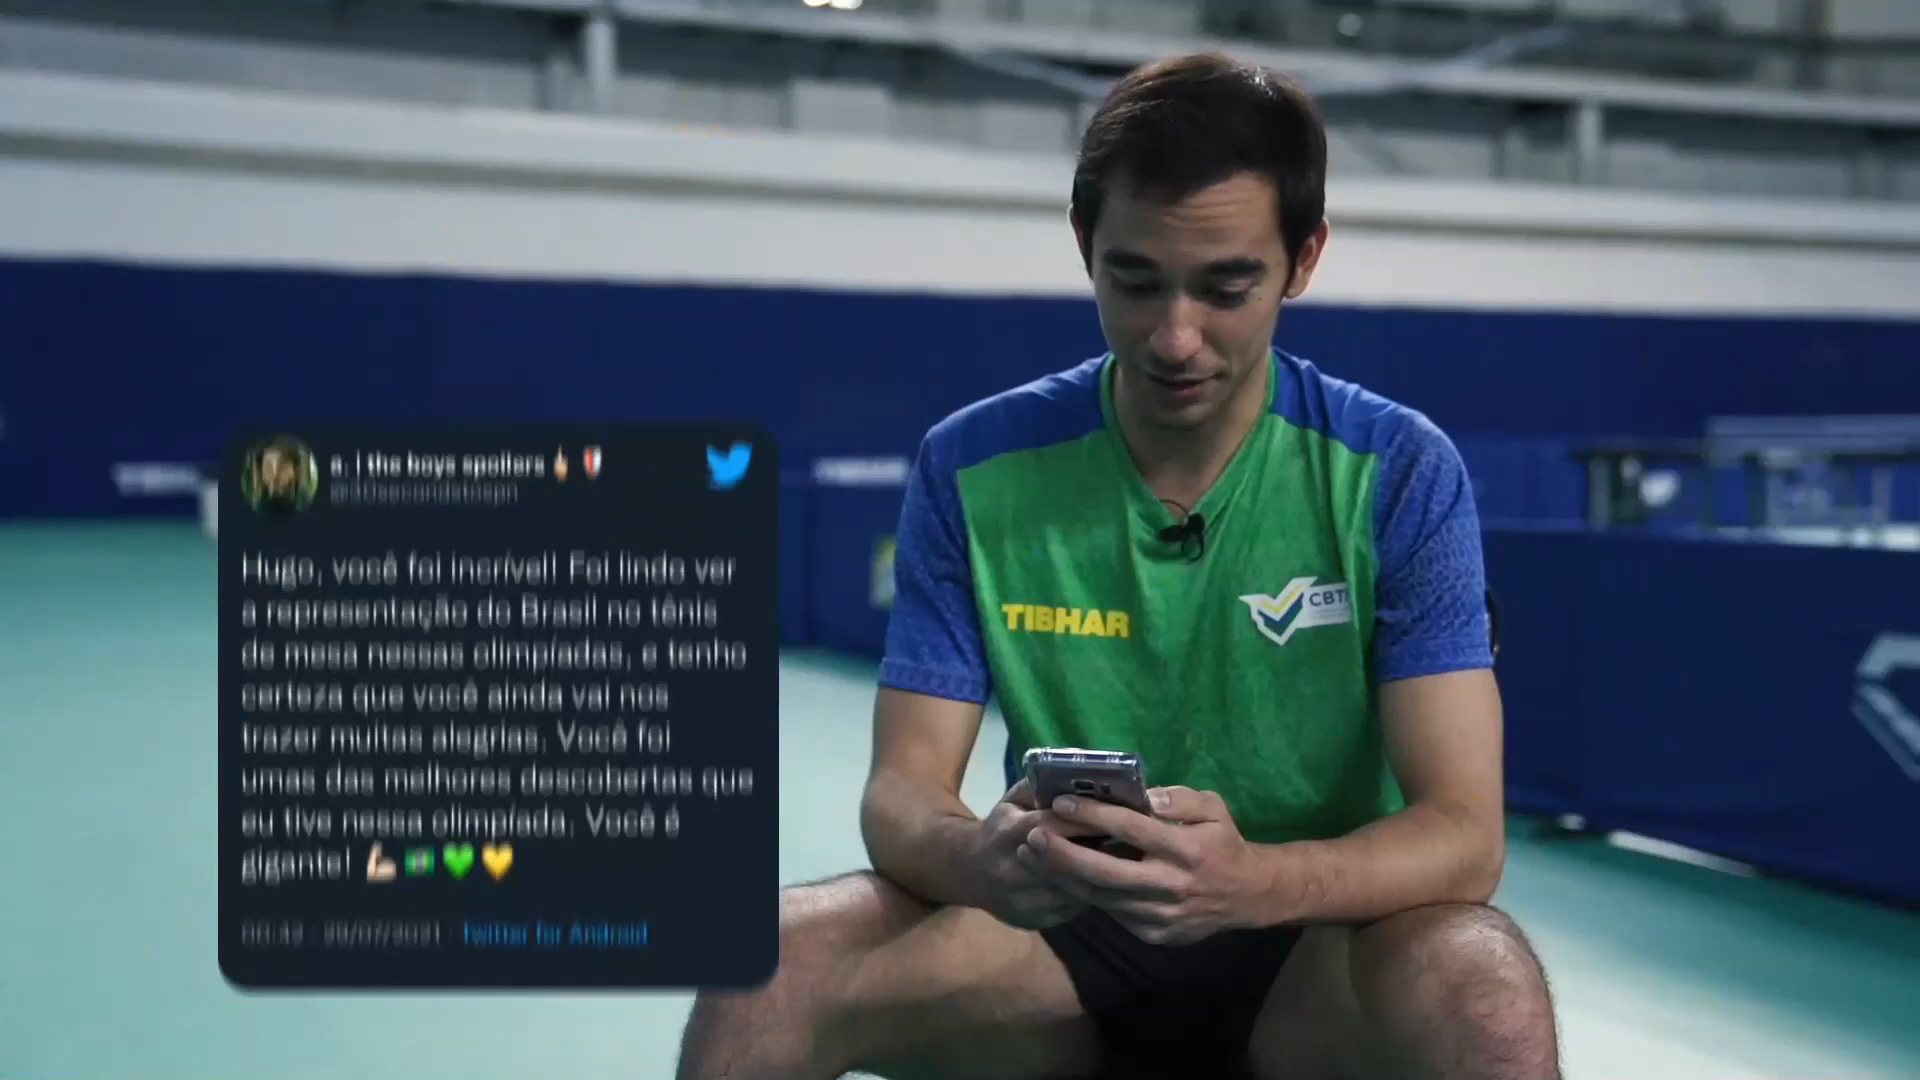 a. | the boys spoilers
Hugo, você foi incrível! Foi lindo ver
a representação do Brasil no tênis
de mesa nessas olimpíadas, e tenho
certeza que você ainda vai nos
trazer muitas alegrias. Você foi
umas das melhores descobertas que
eu tive nessa olimpíada. Você é
gigante! 💪🏻🇧🇷💚💛
Twitter for Android
TIBHAR